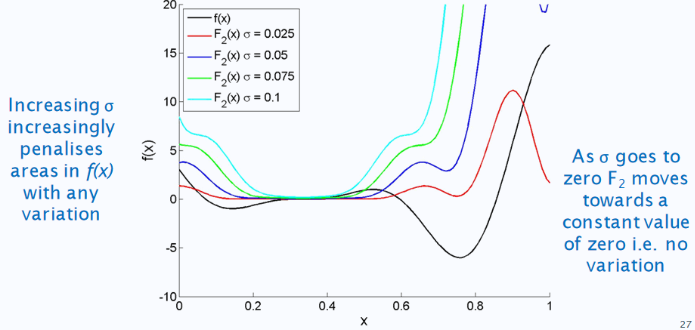 20
15
10
5
0
-5
-10
f(x)
f(x)
F2(x) σ = 0.025
F2(x) σ = 0.05
F2(x) σ = 0.075
F2(x) σ = 0.1
0
0.2
0.4
0.6
0.8
1
x
Increasing σ
increasingly
penalises
areas in f(x)
with any
variation
As σ goes to
zero F2 moves
towards a
constant value
of zero i.e. no
variation
27